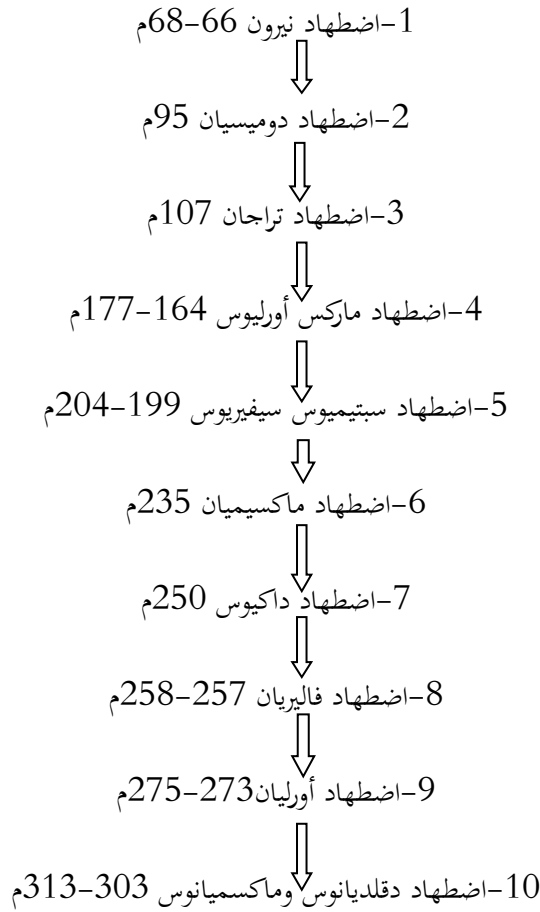 1-اضطهاد نيرون 66-68م
2-اضطهاد دوميسيان 95م
3-اضطهاد تراجان 107م
4-اضطهاد ماركس أورليوس 164-177م
5-اضطهاد سبتيميوس سيفيريوس 199-204م
6-اضطهاد ماكسيميان 235م
7-اضطهاد داكيوس 250م
8-اضطهاد فاليريان 257-258م
9-اضطهاد أورليان273-275م
10-اضطهاد دقلديانوس وماكسميانوس 303-313م